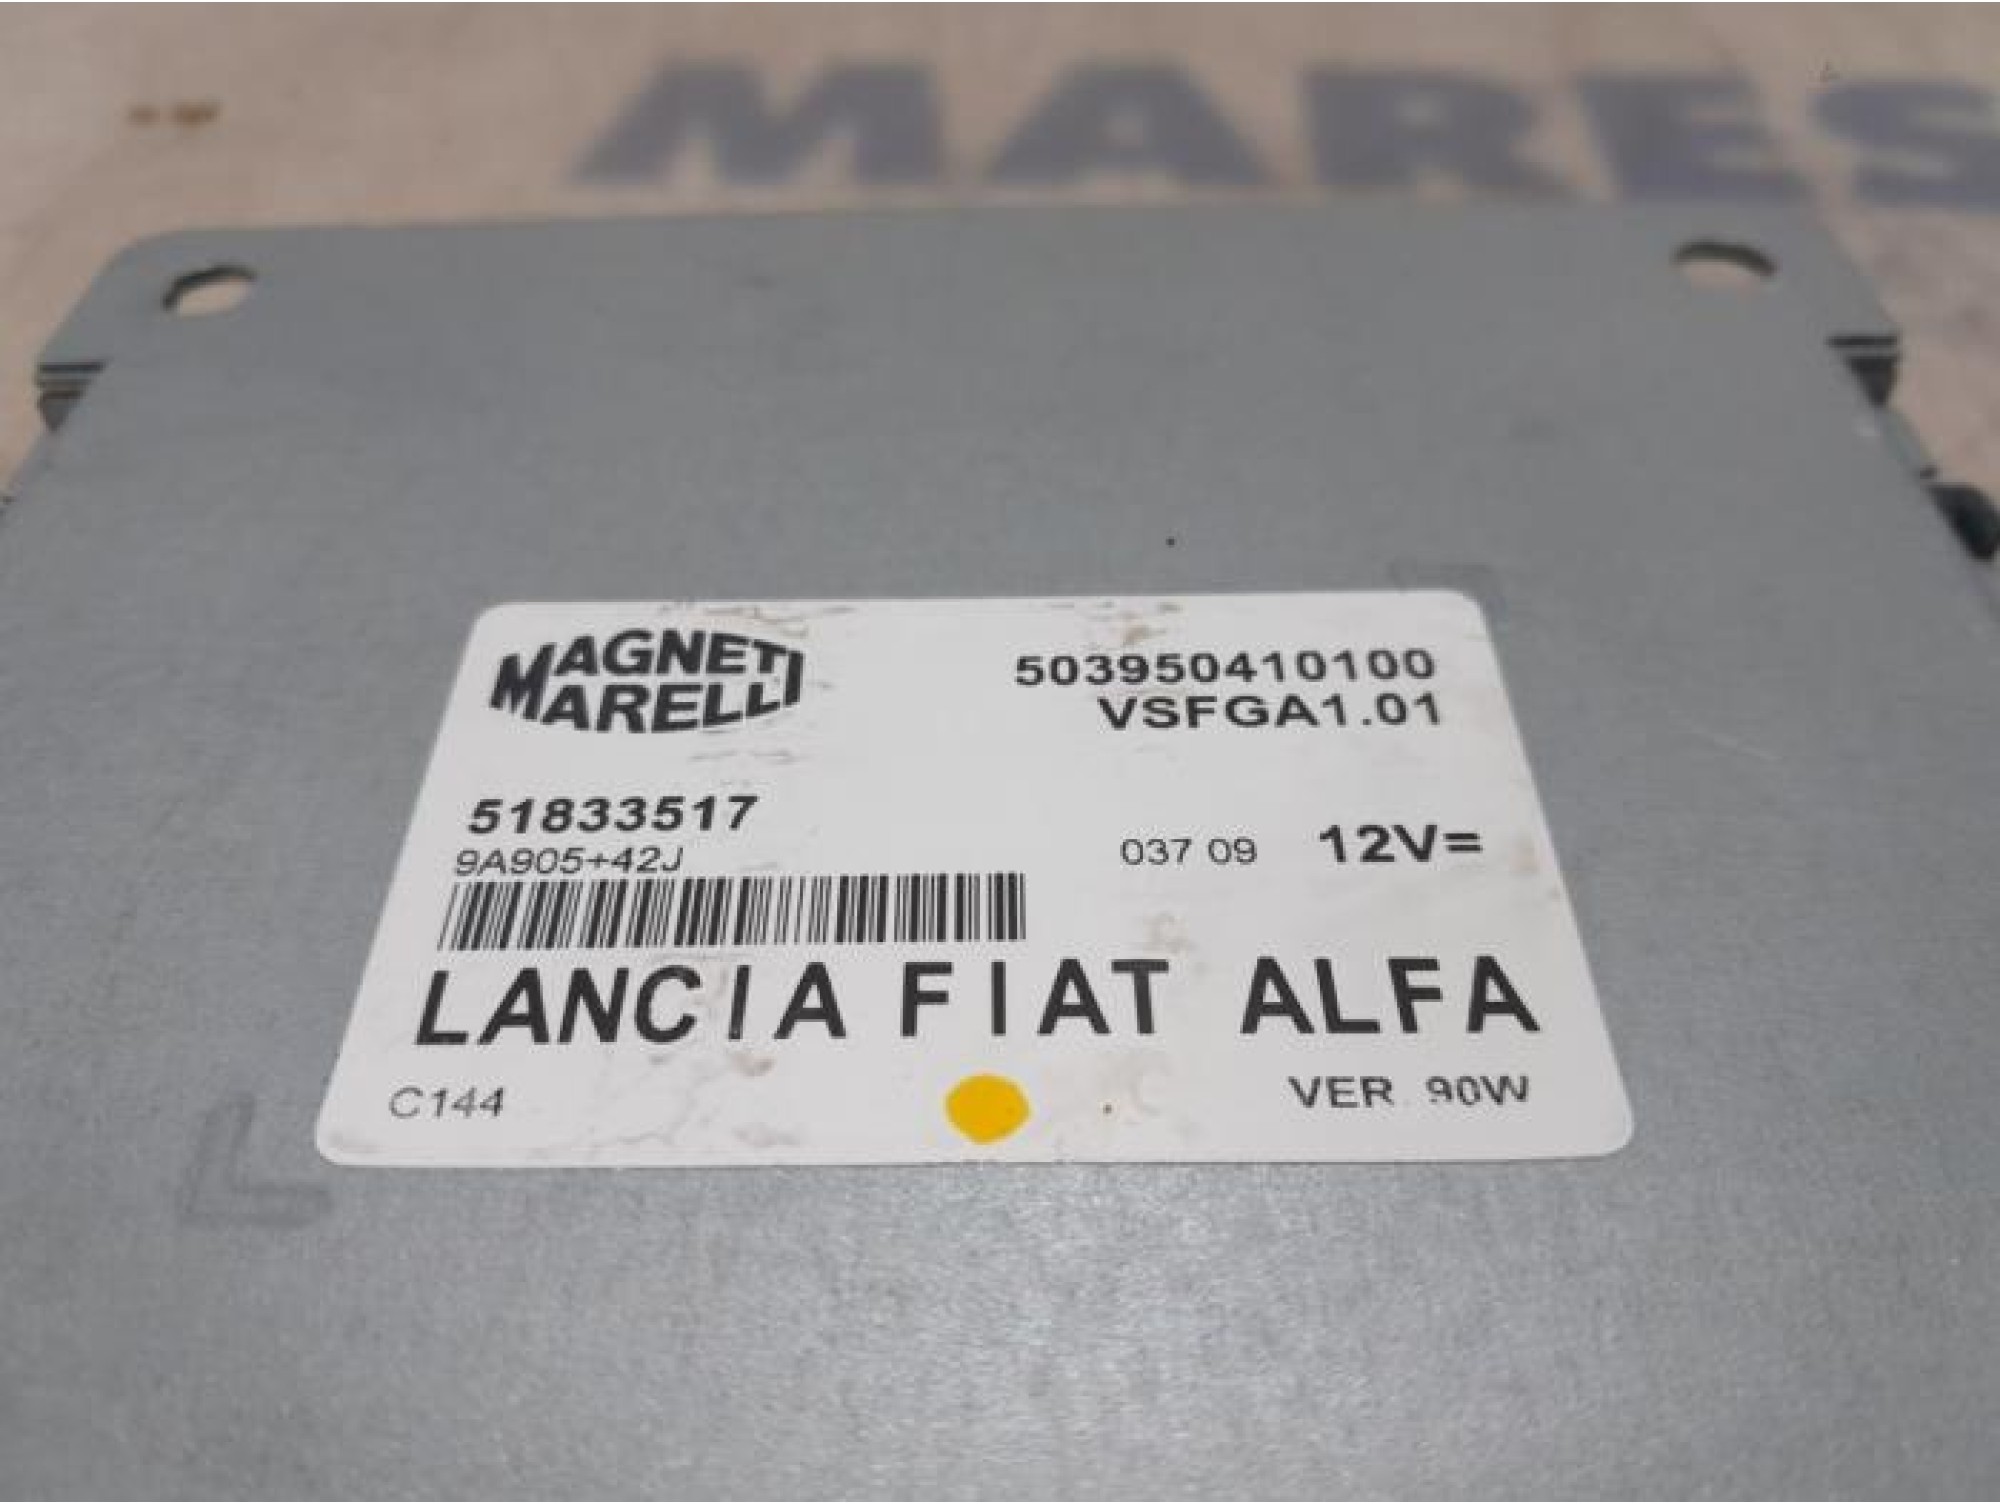 MARES
MAGNETI
MARELLI
503950410100
VSFGA1.01
51833517
9A905+42J
037 09 12V=
LANCIA FIAT ALFA
C144
VER 90W